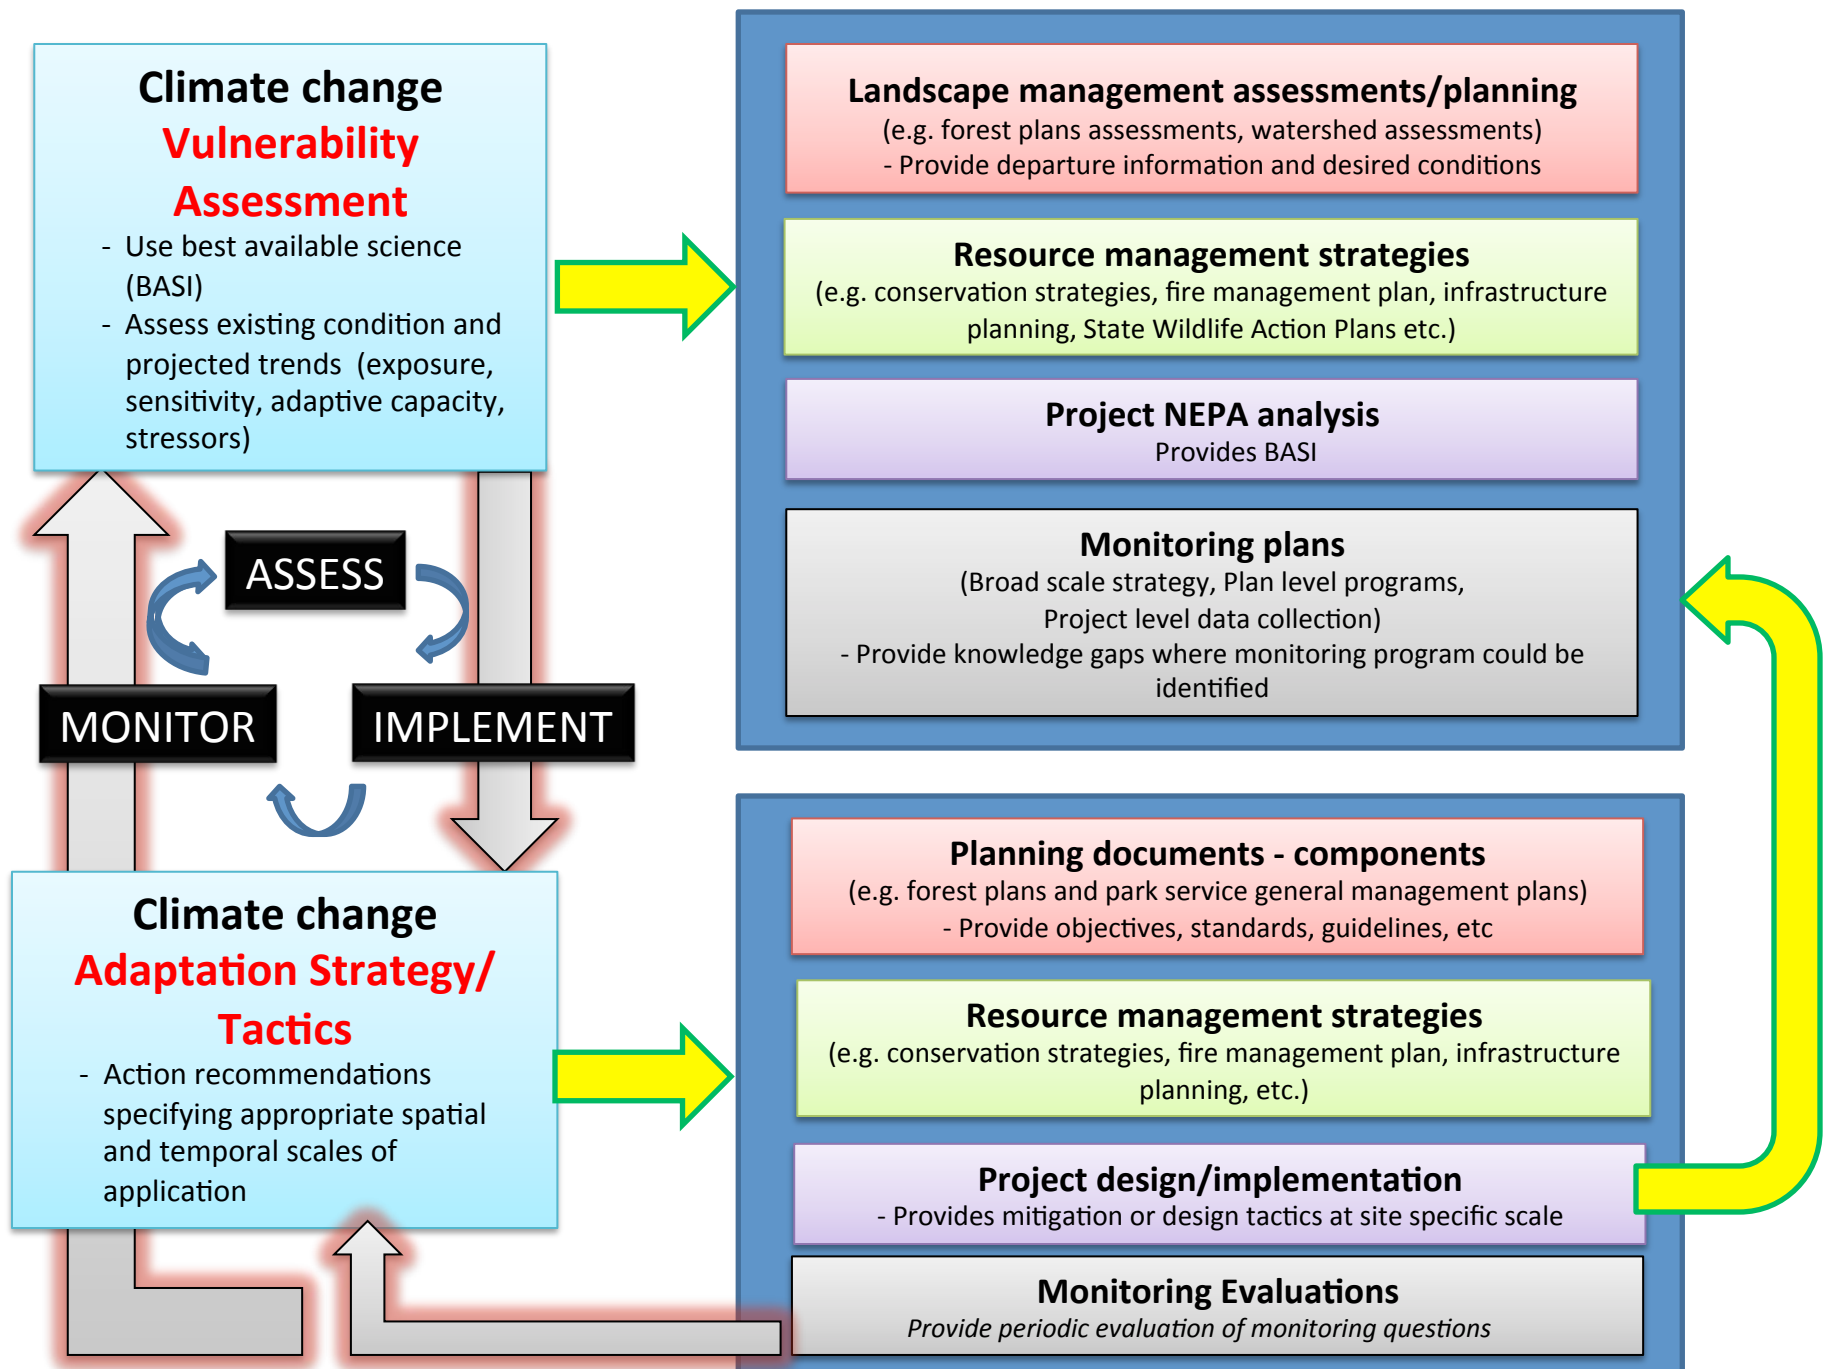 Climate change
Vulnerability
Assessment
- Use best available science
(BASI)
- Assess existing condition and
projected trends (exposure,
sensitivity, adaptive capacity,
stressors)
ASSESS
MONITOR
IMPLEMENT
Climate change
Adaptation Strategy/
Tactics
- Action recommendations
specifying appropriate spatial
and temporal scales of
application
Landscape management assessments/planning
(e.g. forest plans assessments, watershed assessments)
- Provide departure information and desired conditions
Resource management strategies
(e.g. conservation strategies, fire management plan, infrastructure
planning, State Wildlife Action Plans etc.)
Project NEPA analysis
Provides BASI
Monitoring plans
(Broad scale strategy, Plan level programs,
Project level data collection)
- Provide knowledge gaps where monitoring program could be
identified
Planning documents - components
(e.g. forest plans and park service general management plans)
- Provide objectives, standards, guidelines, etc
Resource management strategies
(e.g. conservation strategies, fire management plan, infrastructure
planning, etc.)
Project design/implementation
- Provides mitigation or design tactics at site specific scale
Monitoring Evaluations
Provide periodic evaluation of monitoring questions